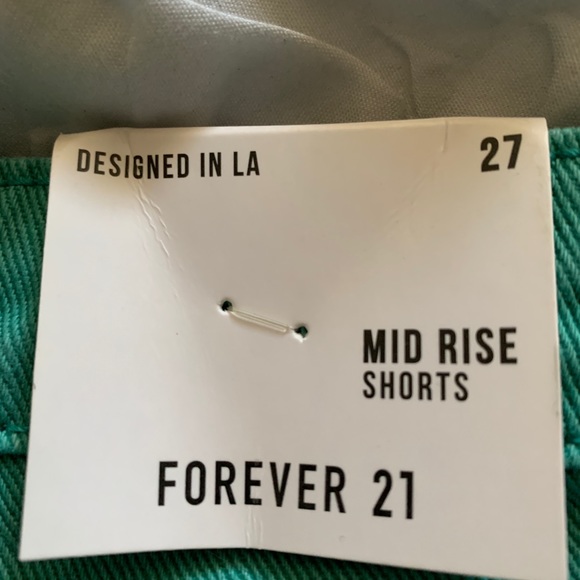 DESIGNED IN LA
27
MID RISE
SHORTS
FOREVER 21